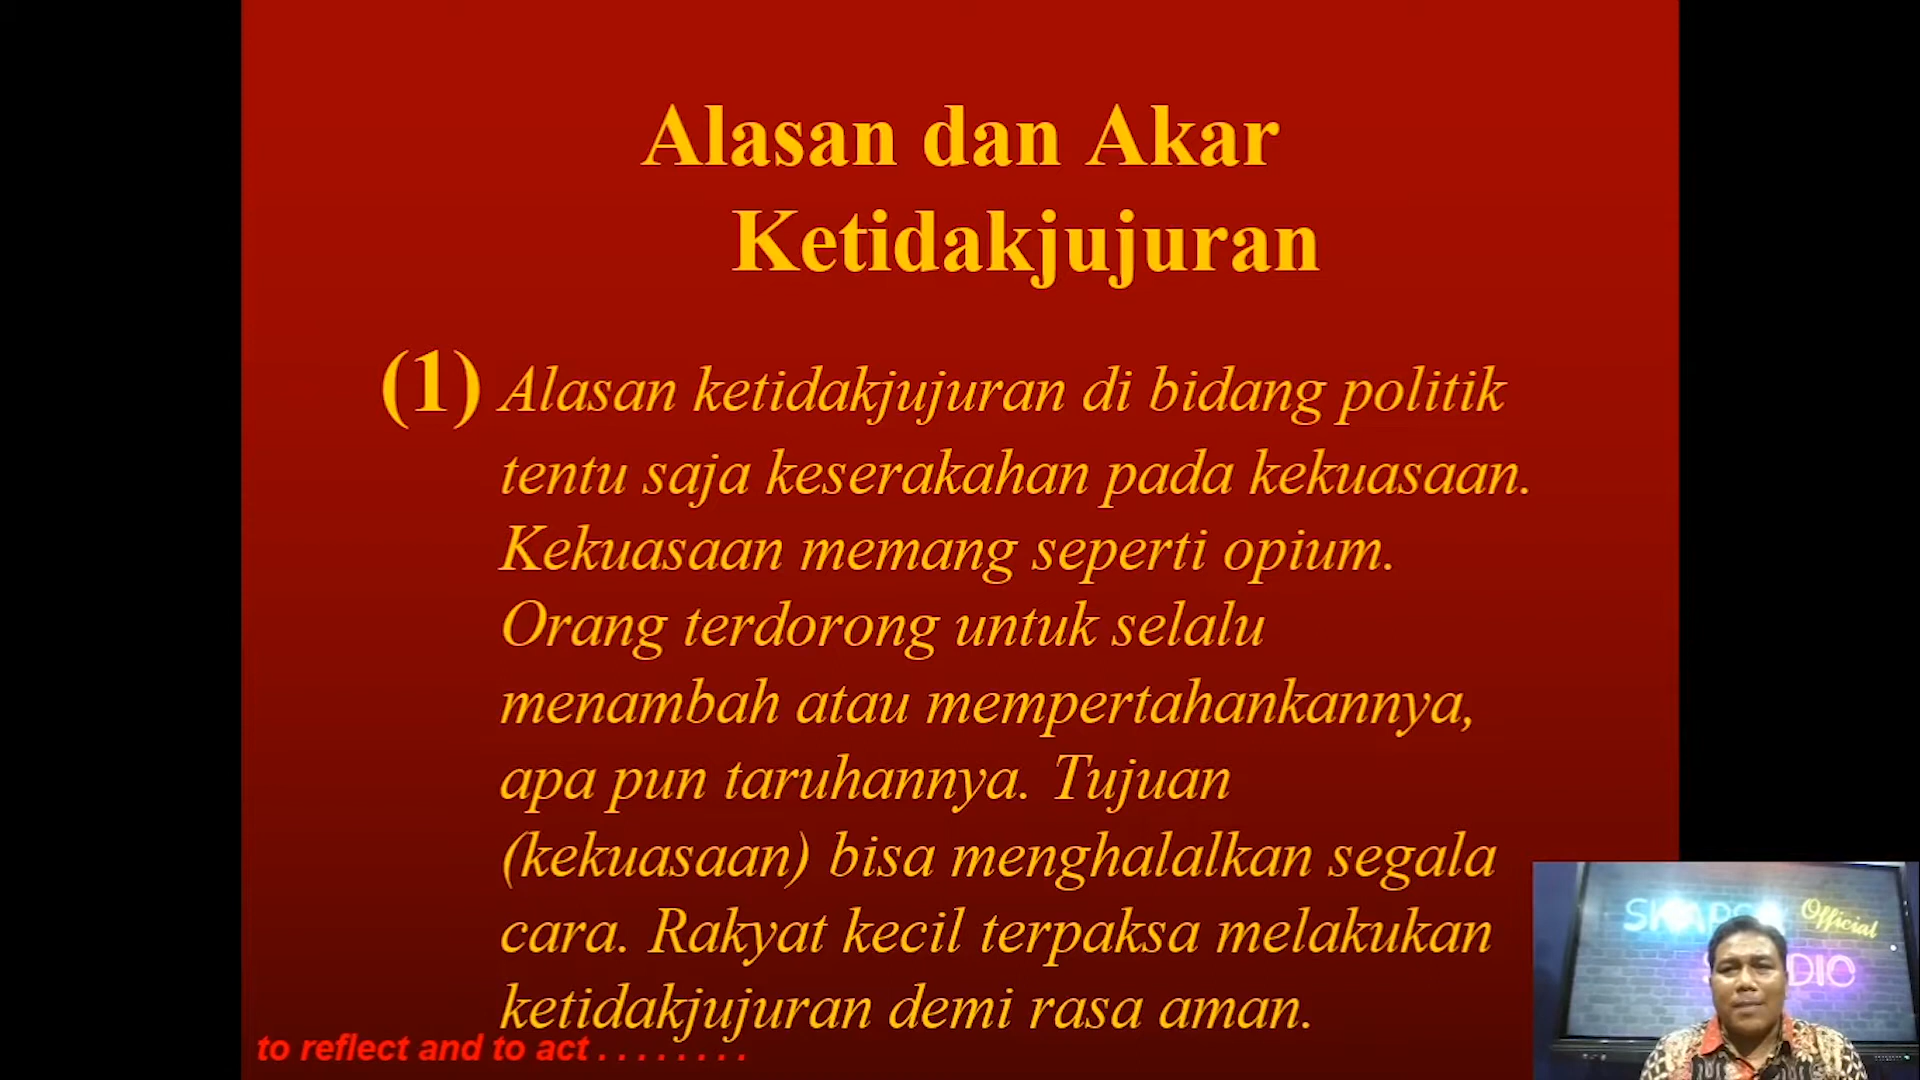 Alasan dan Akar
Ketidakjujuran
(1) Alasan ketidakjujuran di bidang politik
tentu saja keserakahan pada kekuasaan.
Kekuasaan memang seperti opium.
Orang terdorong untuk selalu
menambah atau mempertahankannya,
apa pun taruhannya. Tujuan
(kekuasaan) bisa menghalalkan segala
cara. Rakyat kecil terpaksa melakukan
ketidakjujuran demi rasa aman.
to reflect and to act . . . . . . . .
Official